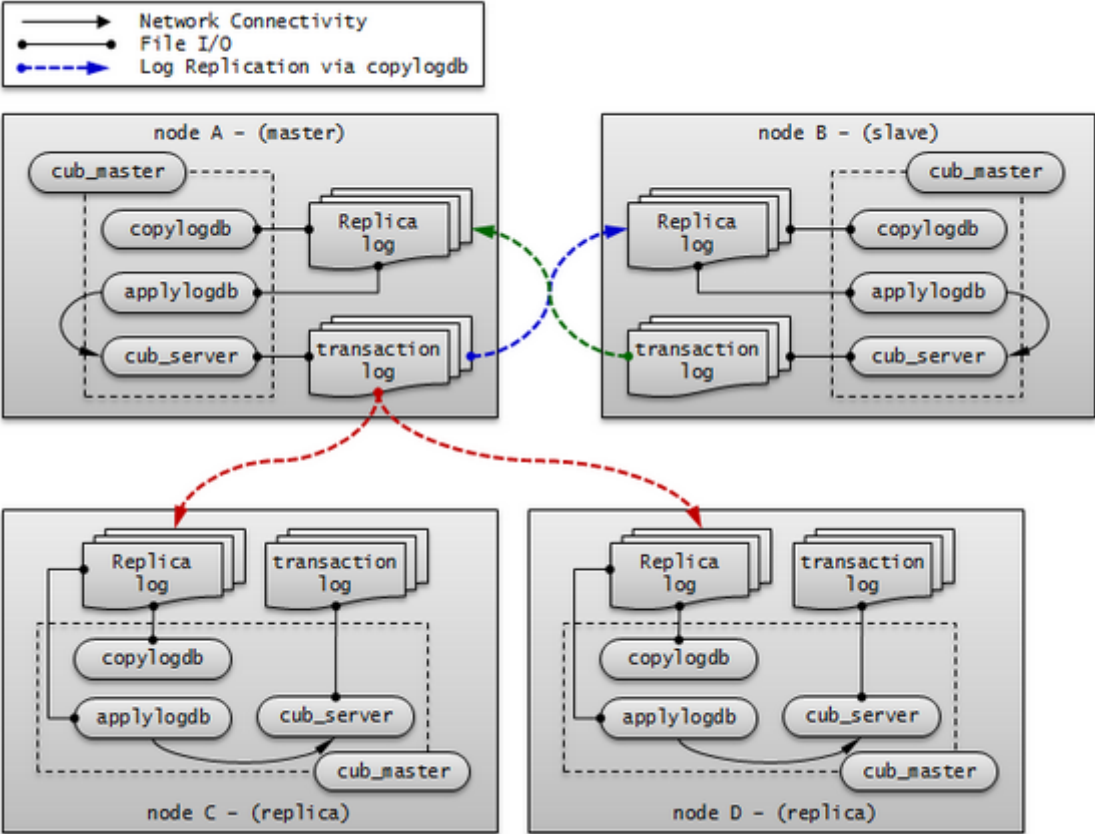 Network Connectivity
File I/O
Log Replication via copylogdb
node A - (master)
cub_master
copylogdb
Replica
log
applylogdb
cub_server
transaction
log
node B - (slave)
cub_master
Replica
log
copylogdb
applylogdb
transaction
log
cub_server
Replica
log
transaction
log
copylogdb
applylogdb
cub_server
cub_master
node C - (replica)
Replica
log
transaction
log
copylogdb
applylogdb
cub_server
cub_master
node D - (replica)